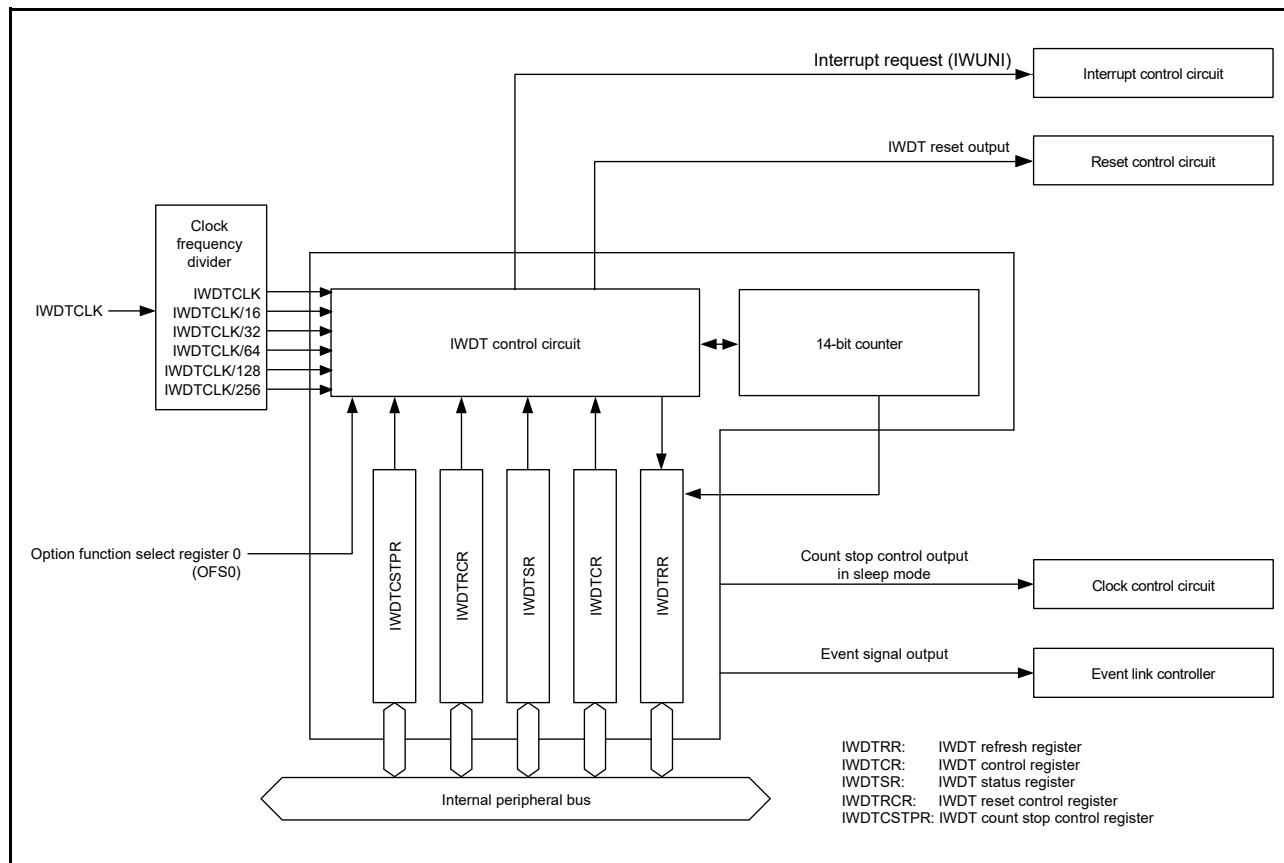 Interrupt request (IWUNI)
Interrupt control circuit
IWDT reset output
Reset control circuit
Clock
frequency
divider
IWDTCLK
IWDTCLK
IWDTCLK/16
IWDTCLK/32
IWDTCLK/64
IWDTCLK/128
IWDTCLK/256
IWDT control circuit
14-bit counter
Option function select register 0
(OFS0)
IWDTCSTPR
IWDTRCR
IWDTSR
IWDTCR
IWDTRR
Count stop control output
in sleep mode
Clock control circuit
Event signal output
Event link controller
Internal peripheral bus
IWDTRR: IWDT refresh register
IWDTCR: IWDT control register
IWDTSR: IWDT status register
IWDTRCR: IWDT reset control register
IWDTCSTPR: IWDT count stop control register